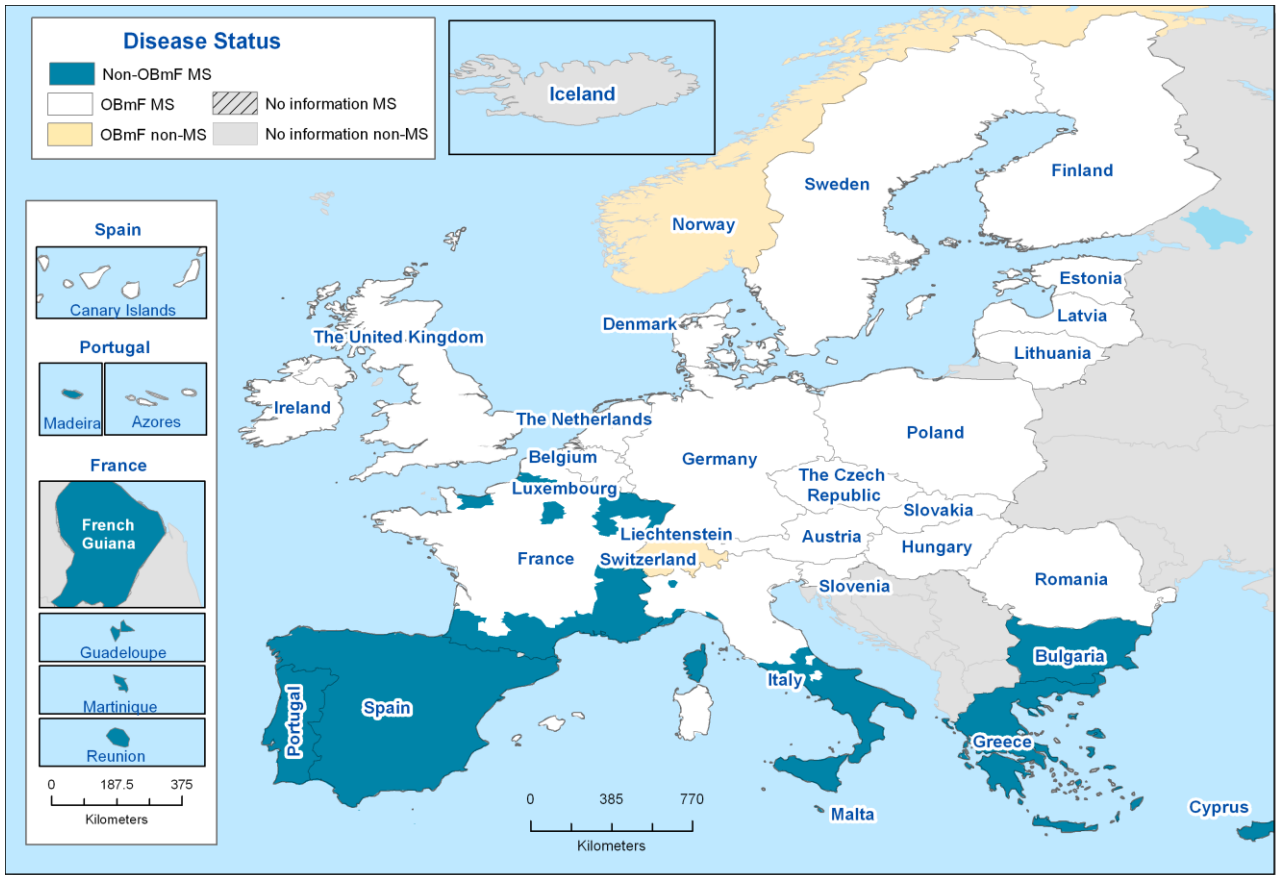 Disease Status
Non-OBmF MS
OBmF MS
No information MS
OBmF non-MS
No information non-MS
Iceland
Spain
Canary Islands
Portugal
Madeira
Azores
France
French
Guiana
Guadeloupe
Martinique
Reunion
0 187.5 375
Kilometers
Norway
Sweden
Finland
Estonia
Latvia
Lithuania
Denmark
The United Kingdom
Ireland
The Netherlands
Belgium
Luxembourg
Germany
Poland
The Czech
Republic
Slovakia
Liechtenstein
Austria
Hungary
France
Switzerland
Slovenia
Romania
Bulgaria
Italy
Portugal
Spain
Greece
Malta
Cyprus
0 385 770
Kilometers